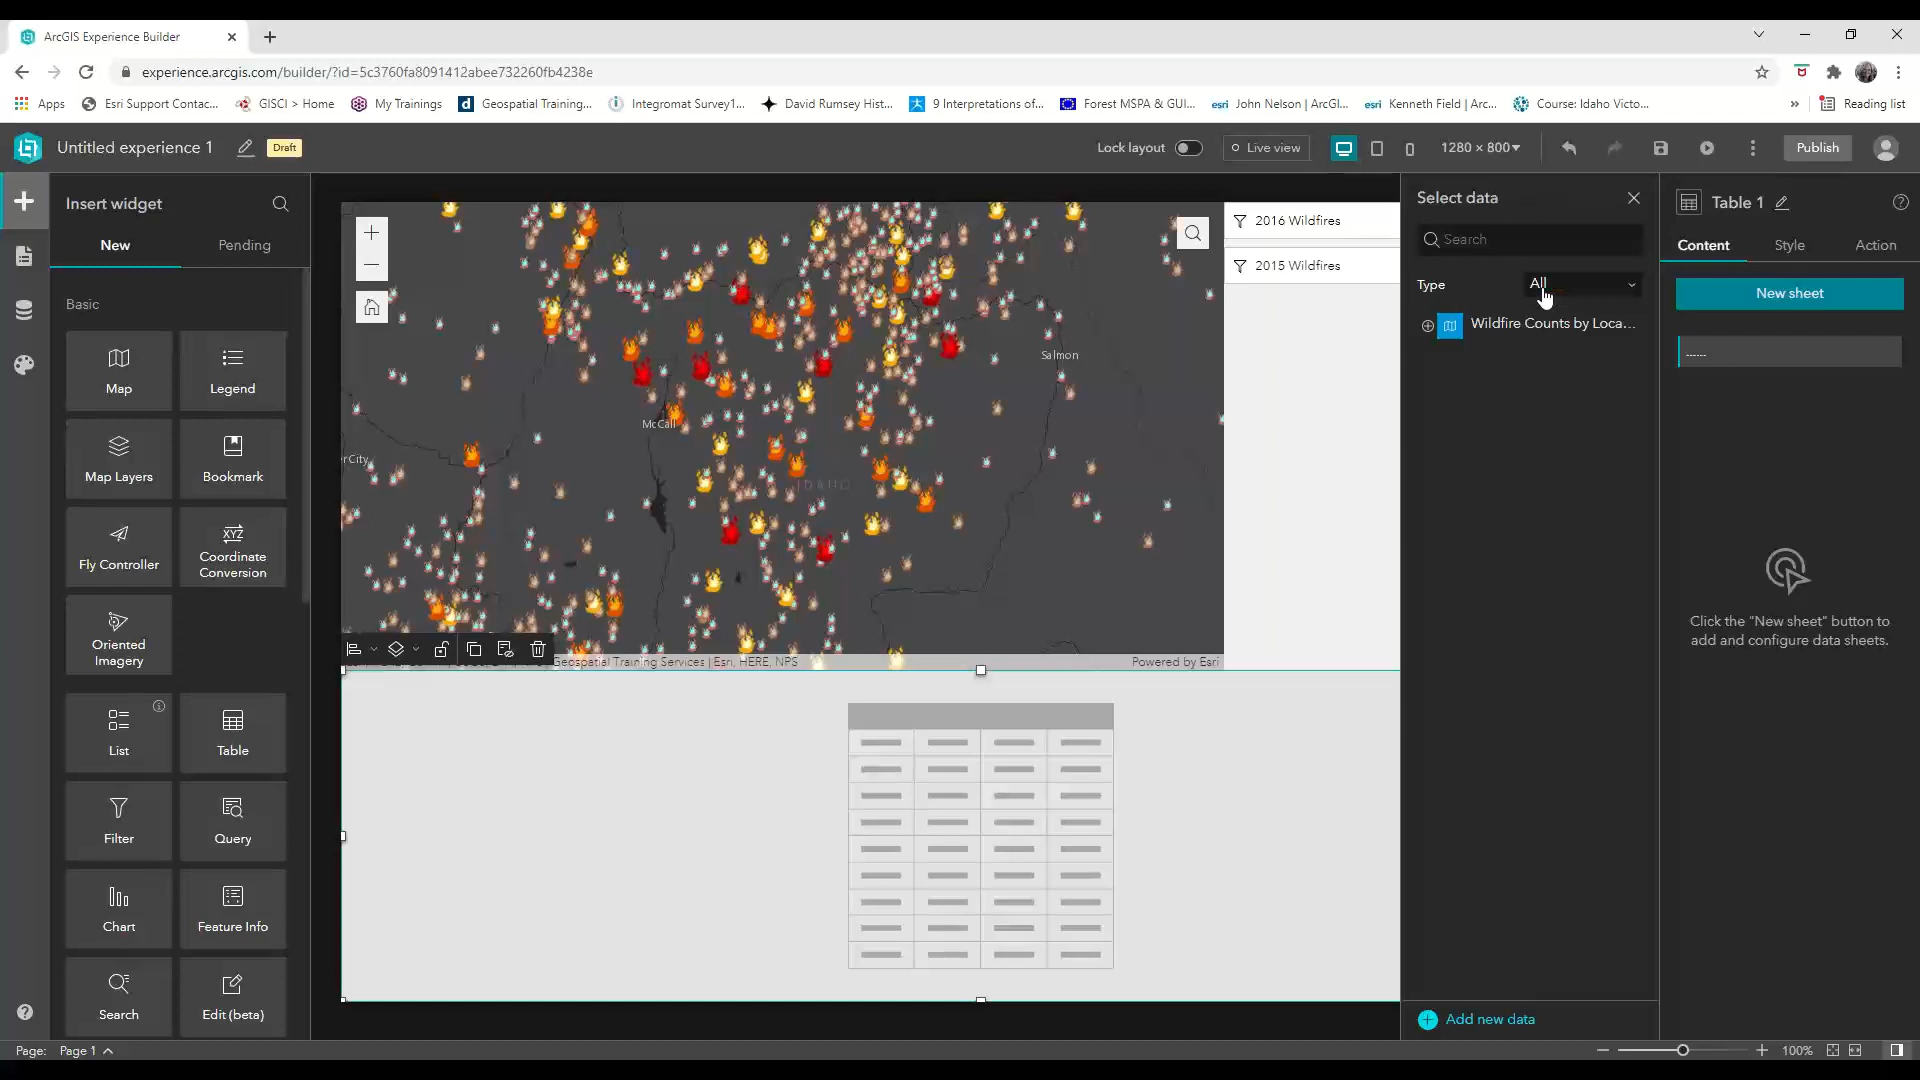 ArcGIS Experience Builder
experience.arcgis.com/builder/?id=5c3760fa8091412abee732260fb4238e
Apps
Esri Support Contac...
GISCI > Home
My Trainings
Geospatial Training...
Integromat Survey1...
David Rumsey Hist...
9 Interpretations of...
Forest MSPA & GUI...
esri John Nelson | ArcGI...
esri Kenneth Field | Arc...
Course: Idaho Victo...
» Reading list
Untitled experience 1
Draft
Lock layout
Live view
1280 × 800
Publish
Insert widget
New
Pending
Basic
Map
Legend
Map Layers
Bookmark
Fly Controller
XYZ
Coordinate
Conversion
Oriented
Imagery
List
Table
Filter
Query
Chart
Feature Info
Search
Edit (beta)
Salmon
McCall
r City
IDAHO
Geospatial Training Services | Esri, HERE, NPS
Powered by Esri
2016 Wildfires
2015 Wildfires
Select data
Search
Type
All
Wildfire Counts by Loca...
Add new data
Table 1
Content
Style
Action
New sheet
......
Click the "New sheet" button to
add and configure data sheets.
Page: Page 1
100%